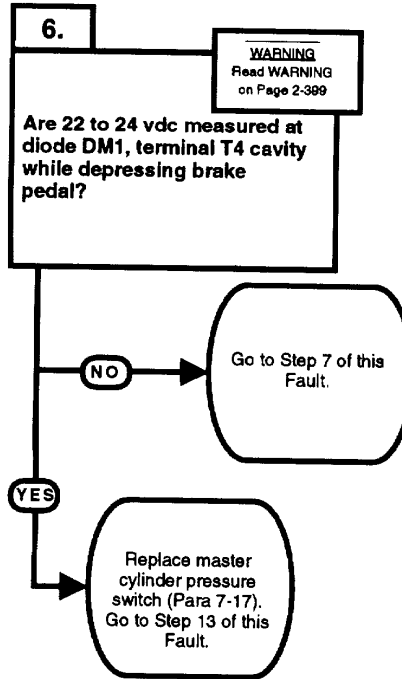 6.
WARNING
Read WARNING
on Page 2-399
Are 22 to 24 vdc measured at
diode DM1, terminal T4 cavity
while depressing brake
pedal?
NO
Go to Step 7 of this
Fault.
YES
Replace master
cylinder pressure
switch (Para 7-17).
Go to Step 13 of this
Fault.